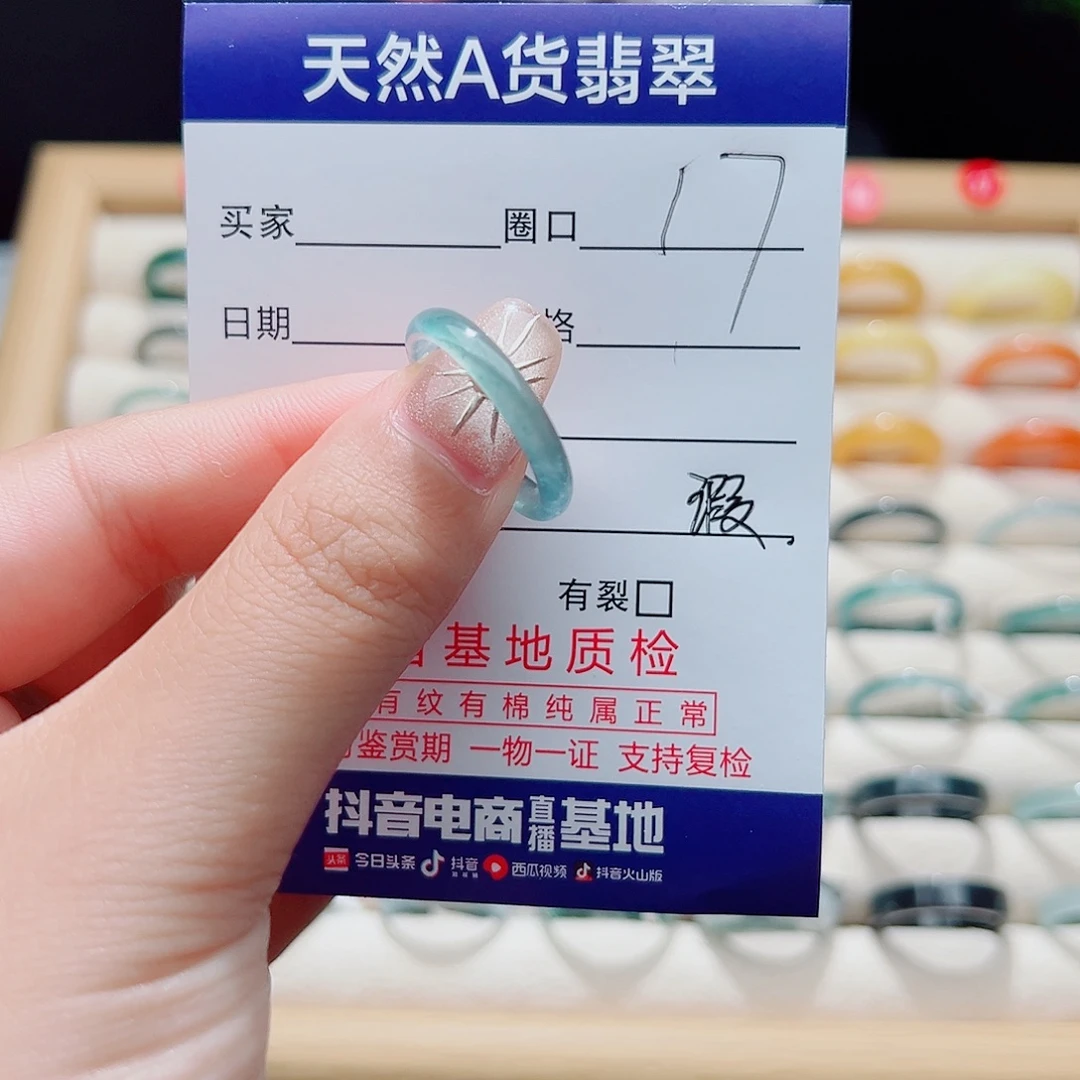 天然A货翡翠
买家 圈口 17
日期
瑕
有裂
基地质检
有纹有棉纯属正常
鉴赏期 一物一证 支持复检
抖音电商直播基地
头条 今日头条 抖音 西瓜视频 抖音火山版